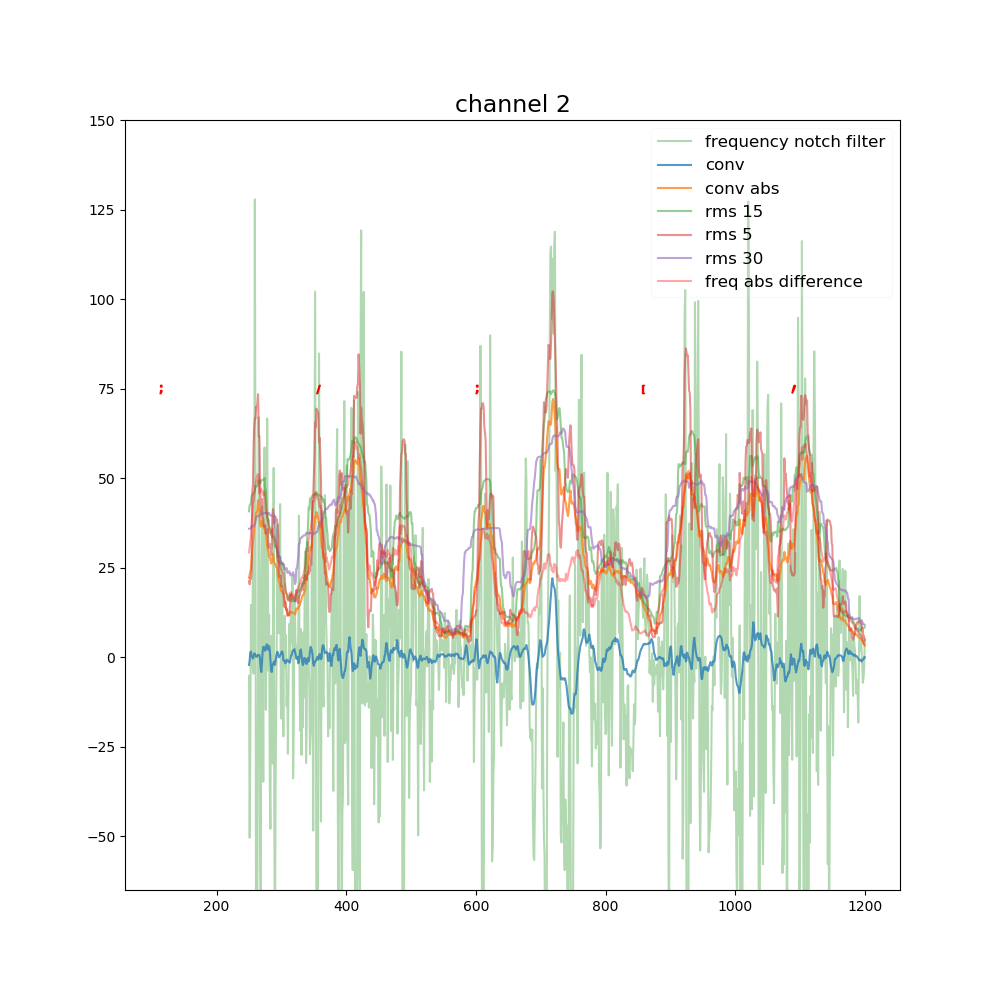 channel 2
150
125
100
75
50
25
0
−25
−50
frequency notch filter
conv
conv abs
rms 15
rms 5
rms 30
freq abs difference
; / ; [ /
200 400 600 800 1000 1200